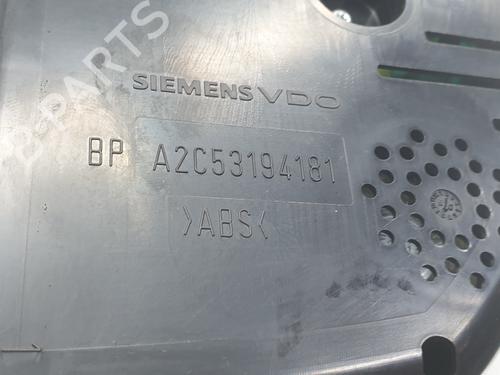 B-PARTS
SIEMENS VDO
BP A2C53194181
>ABS<